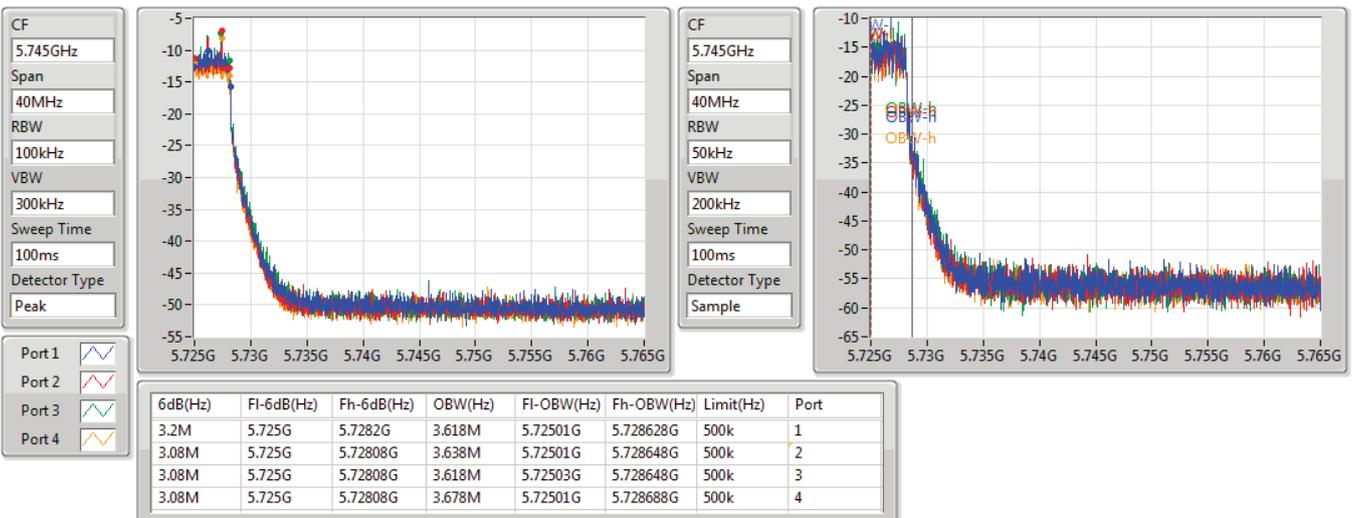 CF
5.745GHz
Span
40MHz
RBW
100kHz
VBW
300kHz
Sweep Time
100ms
Detector Type
Peak
-5
-10
-15
-20
-25
-30
-35
-40
-45
-50
-55
5.725G 5.73G 5.735G 5.74G 5.745G 5.75G 5.755G 5.76G 5.765G
CF
5.745GHz
Span
40MHz
RBW
50kHz
VBW
200kHz
Sweep Time
100ms
Detector Type
Sample
-10
-15
-20
-25
-30
-35
-40
-45
-50
-55
-60
-65
OBW-h
OBW-h
OBW-h
5.725G 5.73G 5.735G 5.74G 5.745G 5.75G 5.755G 5.76G 5.765G
Port 1
Port 2
Port 3
Port 4
6dB(Hz) Fl-6dB(Hz) Fh-6dB(Hz) OBW(Hz) Fl-OBW(Hz) Fh-OBW(Hz) Limit(Hz) Port
3.2M 5.725G 5.7282G 3.618M 5.72501G 5.728628G 500k 1
3.08M 5.725G 5.72808G 3.638M 5.72501G 5.728648G 500k 2
3.08M 5.725G 5.72808G 3.618M 5.72503G 5.728648G 500k 3
3.08M 5.725G 5.72808G 3.678M 5.72501G 5.728688G 500k 4